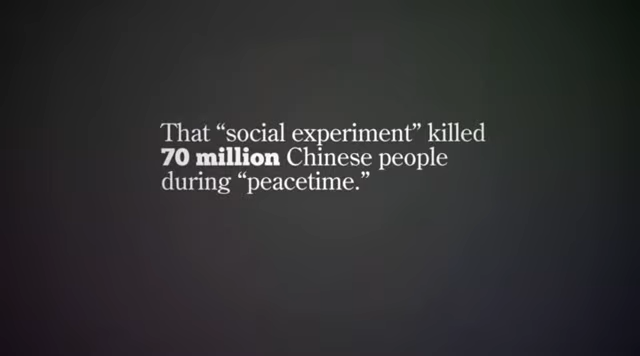 That “social experiment” killed
70 million Chinese people
during “peacetime.”